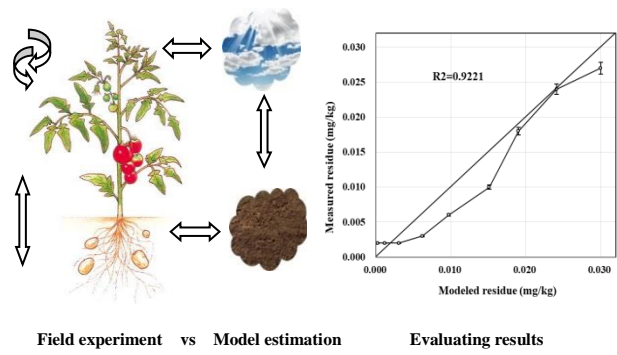 0.030
0.025
0.020
0.015
0.010
0.005
0.000
Measured residue (mg/kg)
R2=0.9221
0.000 0.010 0.020 0.030
Modeled residue (mg/kg)
Field experiment vs Model estimation
Evaluating results